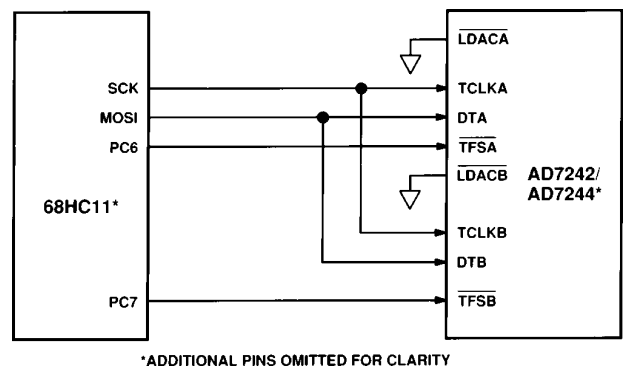 LDACA
SCK
TCLKA
MOSI
DTA
PC6
TFSA
LDACB
AD7242/
AD7244*
68HC11*
TCLKB
DTB
PC7
TFSB
*ADDITIONAL PINS OMITTED FOR CLARITY